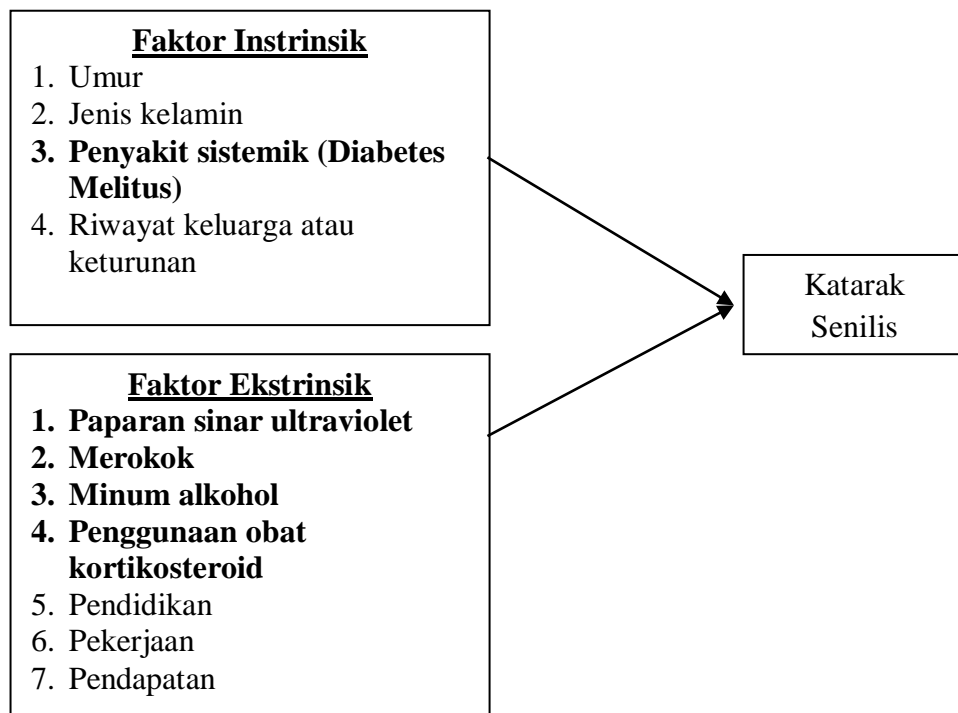 Faktor Instrinsik
1. Umur
2. Jenis kelamin
3. Penyakit sistemik (Diabetes
Melitus)
4. Riwayat keluarga atau
keturunan
Katarak
Senilis
Faktor Ekstrinsik
1. Paparan sinar ultraviolet
2. Merokok
3. Minum alkohol
4. Penggunaan obat
kortikosteroid
5. Pendidikan
6. Pekerjaan
7. Pendapatan